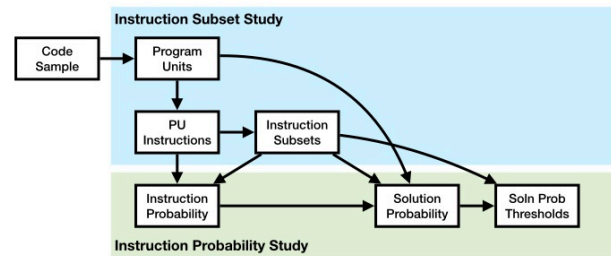 Instruction Subset Study
Code
Sample
Program
Units
PU
Instructions
Instruction
Subsets
Instruction
Probability
Solution
Probability
Soln Prob
Thresholds
Instruction Probability Study